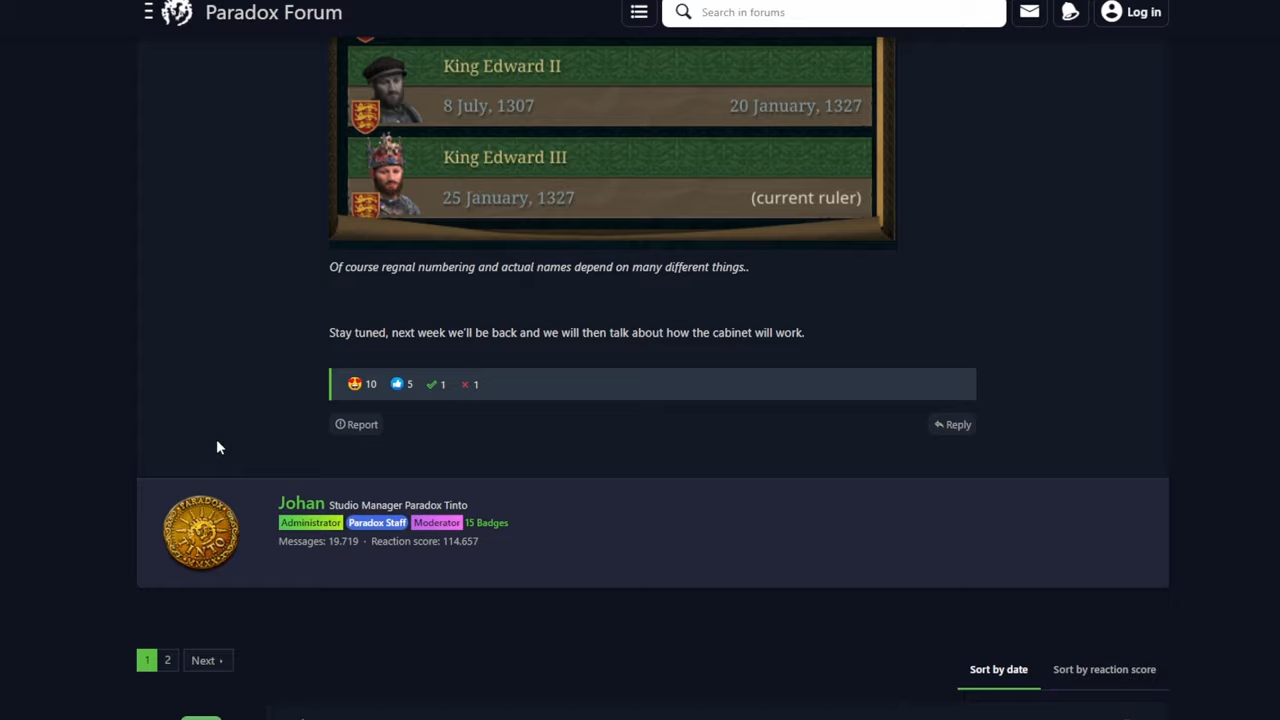 Paradox Forum
Search in forums
Log in
King Edward II
8 July, 1307 20 January, 1327
King Edward III
25 January, 1327 (current ruler)
Of course regnal numbering and actual names depend on many different things..
Stay tuned, next week we'll be back and we will then talk about how the cabinet will work.
10 5 1 1
Report Reply
Johan Studio Manager Paradox Tinto
Administrator Paradox Staff Moderator 15 Badges
Messages: 19.719 · Reaction score: 114.657
PARADOX TINTO MMXX
1 2 Next
Sort by date Sort by reaction score